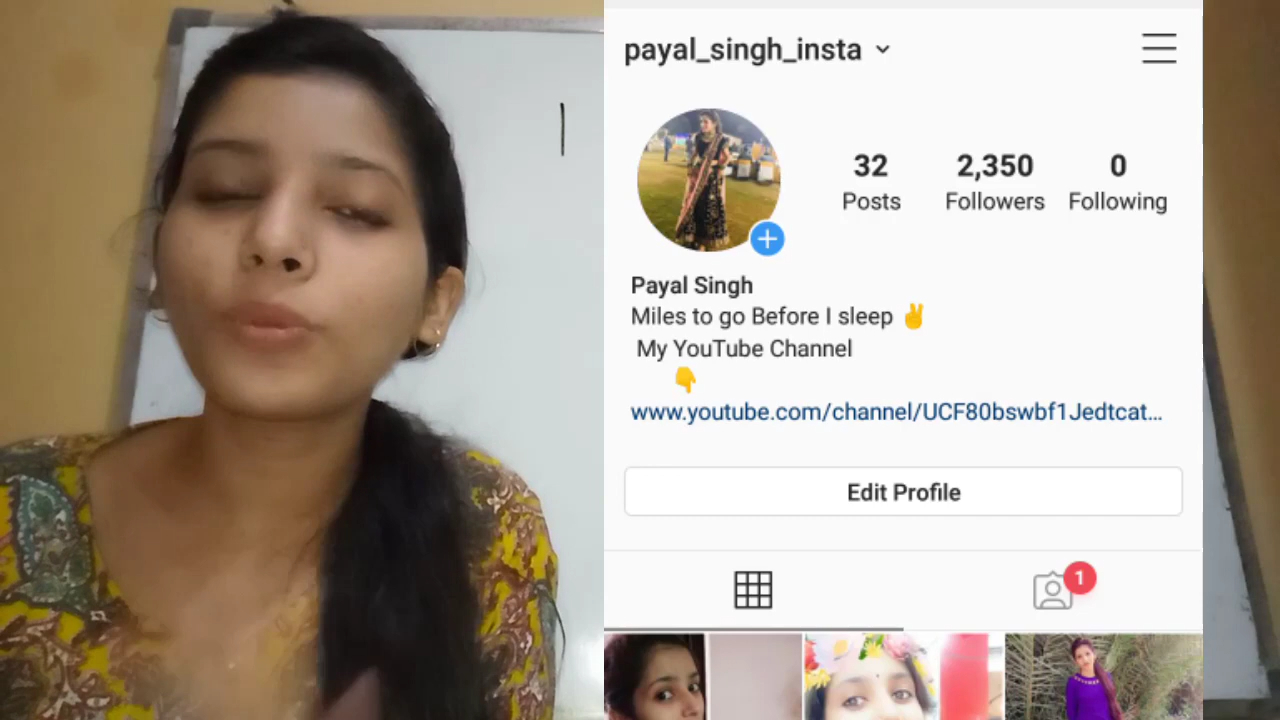 payal_singh_insta
32
2,350
0
Posts
Followers
Following
Payal Singh
Miles to go Before I sleep ✌
My YouTube Channel
👇
www.youtube.com/channel/UCF80bswbf1Jedtcat...
Edit Profile
1